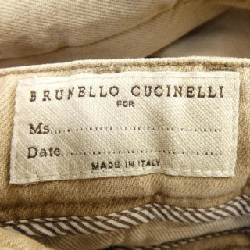 BRUNELLO CUCINELLI
FOR
Ms.....................
Date...................
MADE IN ITALY